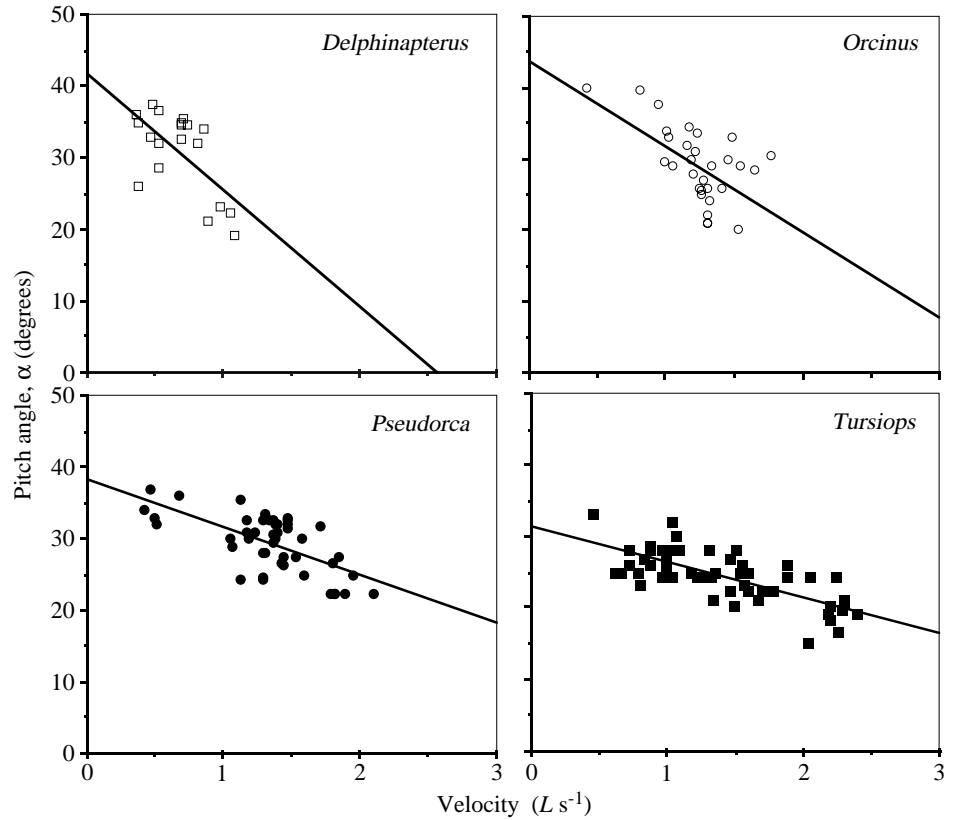 50
40
30
20
10
0
Delphinapterus
Orcinus
Pitch angle, α (degrees)
50
40
30
20
10
0
Pseudorca
Tursiops
0 1 2 3
0 1 2 3
Velocity (L s⁻¹)